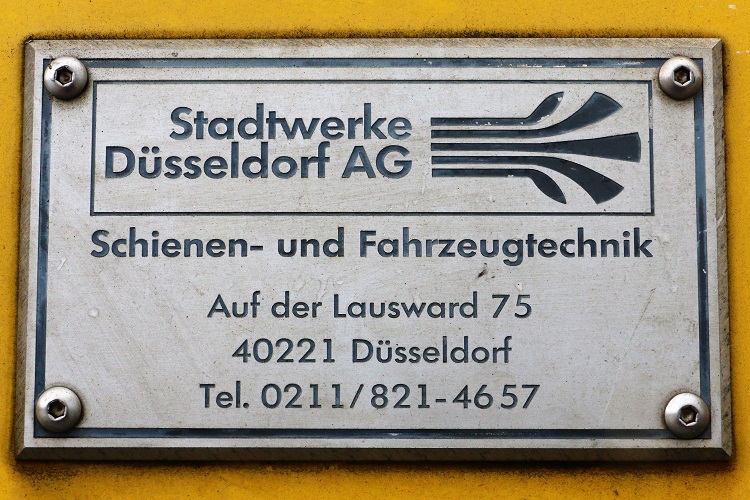 Stadtwerke
Düsseldorf AG
Schienen- und Fahrzeugtechnik
Auf der Lausward 75
40221 Düsseldorf
Tel. 0211/821-4657